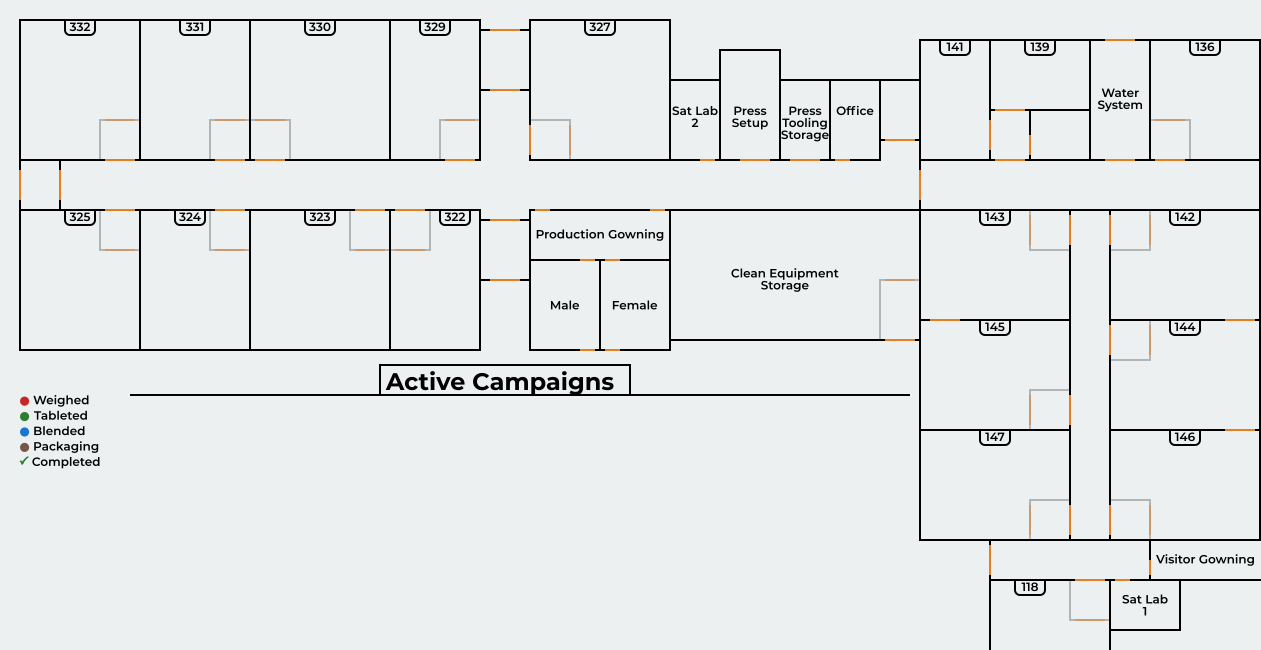 332
331
330
329
327
141
139
136
Sat Lab
2
Press
Setup
Press
Tooling
Storage
Office
Water
System
325
324
323
322
Production Gowning
Male
Female
Clean Equipment
Storage
143
142
145
144
147
146
Active Campaigns
Weighed
Tableted
Blended
Packaging
✓ Completed
Visitor Gowning
118
Sat Lab
1